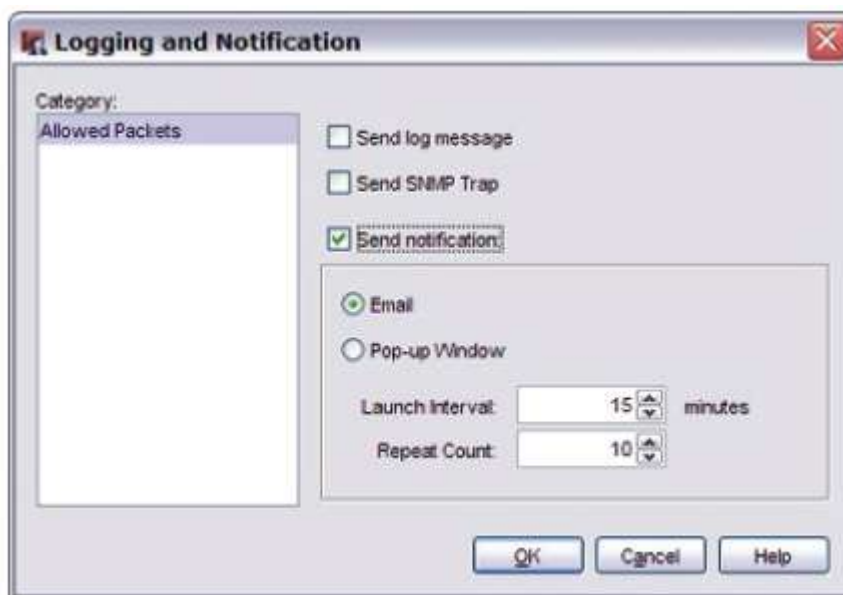 Logging and Notification
Category:
Allowed Packets
Send log message
Send SNMP Trap
Send notification:
Email
Pop-up Window
Launch Interval: 15 minutes
Repeat Count: 10
OK Cancel Help